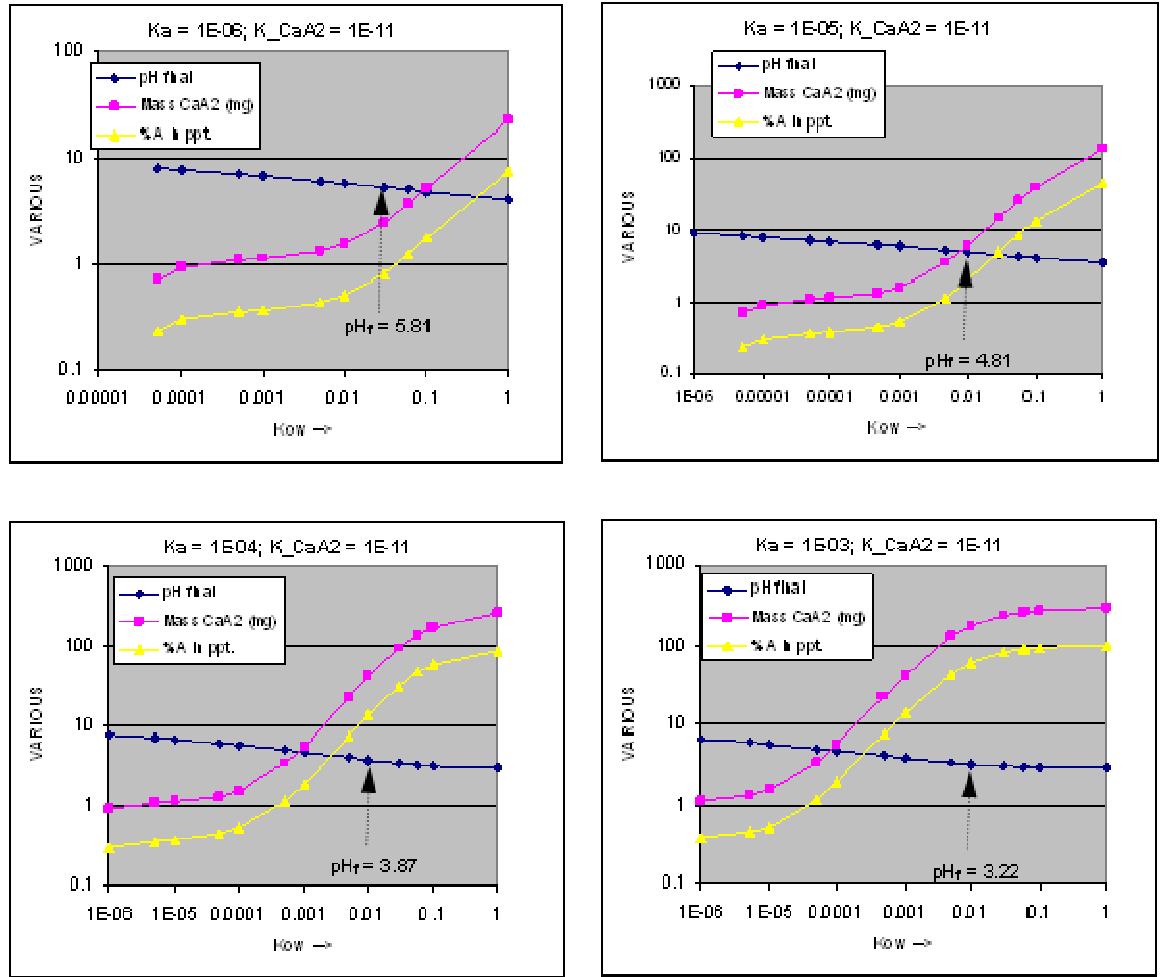 Ka = 1E-06; K_CaA2 = 1E-11
100
10
1
0.1
VARIOUS
pH final
Mass CaA2 (mg)
%A in ppt.
pHf = 5.81
0.00001 0.0001 0.001 0.01 0.1 1
Kow -->
Ka = 1E-05; K_CaA2 = 1E-11
1000
100
10
1
0.1
VARIOUS
pH final
Mass CaA2 (mg)
%A in ppt.
pHf = 4.81
1E-06 0.00001 0.0001 0.001 0.01 0.1 1
Kow -->
Ka = 1E-04; K_CaA2 = 1E-11
1000
100
10
1
0.1
VARIOUS
pH final
Mass CaA2 (mg)
%A in ppt.
pHf = 3.87
1E-06 1E-05 0.0001 0.001 0.01 0.1 1
Kow -->
Ka = 1E-03; K_CaA2 = 1E-11
1000
100
10
1
0.1
VARIOUS
pH final
Mass CaA2 (mg)
%A in ppt.
pHf = 3.22
1E-06 1E-05 0.0001 0.001 0.01 0.1 1
Kow -->